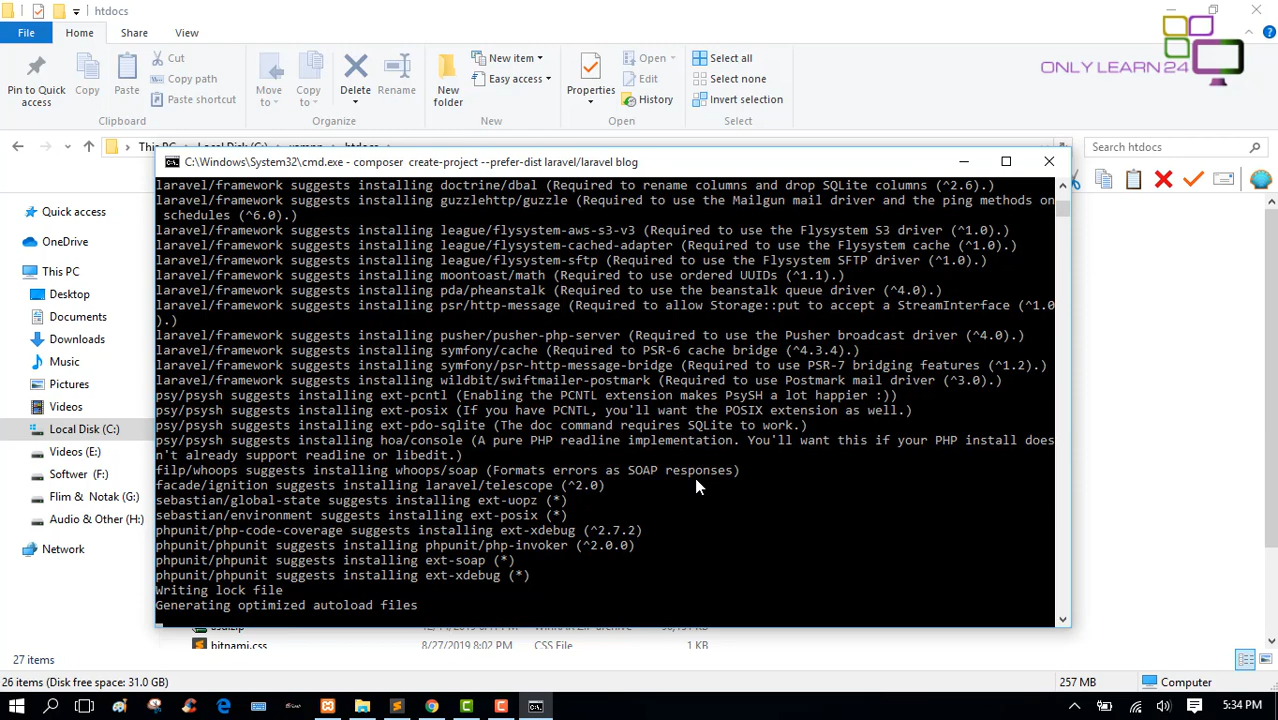 htdocs
File
Home
Share
View
ONLY LEARN 24
Pin to Quick access
Copy
Paste
Cut
Copy path
Paste shortcut
Clipboard
Move to
Copy to
Delete
Rename
Organize
New folder
New item
Easy access
New
Properties
Open
Edit
History
Open
Select all
Select none
Invert selection
Select
Search htdocs
C:\Windows\System32\cmd.exe - composer create-project --prefer-dist laravel/laravel blog
laravel/framework suggests installing doctrine/dbal (Required to rename columns and drop SQLite columns (^2.6).)
laravel/framework suggests installing guzzlehttp/guzzle (Required to use the Mailgun mail driver and the ping methods on
schedules (^6.0).)
laravel/framework suggests installing league/flysystem-aws-s3-v3 (Required to use the Flysystem S3 driver (^1.0).)
laravel/framework suggests installing league/flysystem-cached-adapter (Required to use the Flysystem cache (^1.0).)
laravel/framework suggests installing league/flysystem-sftp (Required to use the Flysystem SFTP driver (^1.0).)
laravel/framework suggests installing moontoast/math (Required to use ordered UUIDs (^1.1).)
laravel/framework suggests installing pda/pheanstalk (Required to use the beanstalk queue driver (^4.0).)
laravel/framework suggests installing psr/http-message (Required to allow Storage::put to accept a StreamInterface (^1.0
).)
laravel/framework suggests installing pusher/pusher-php-server (Required to use the Pusher broadcast driver (^4.0).)
laravel/framework suggests installing symfony/cache (Required to PSR-6 cache bridge (^4.3.4).)
laravel/framework suggests installing symfony/psr-http-message-bridge (Required to use PSR-7 bridging features (^1.2).)
laravel/framework suggests installing wildbit/swiftmailer-postmark (Required to use Postmark mail driver (^3.0).)
psy/psysh suggests installing ext-pcntl (Enabling the PCNTL extension makes PsySH a lot happier :))
psy/psysh suggests installing ext-posix (If you have PCNTL, you'll want the POSIX extension as well.)
psy/psysh suggests installing ext-pdo-sqlite (The doc command requires SQLite to work.)
psy/psysh suggests installing hoa/console (A pure PHP readline implementation. You'll want this if your PHP install does
n't already support readline or libedit.)
filp/whoops suggests installing whoops/soap (Formats errors as SOAP responses)
facade/ignition suggests installing laravel/telescope (^2.0)
sebastian/global-state suggests installing ext-uopz (*)
sebastian/environment suggests installing ext-posix (*)
phpunit/php-code-coverage suggests installing ext-xdebug (^2.7.2)
phpunit/phpunit suggests installing phpunit/php-invoker (^2.0.0)
phpunit/phpunit suggests installing ext-soap (*)
phpunit/phpunit suggests installing ext-xdebug (*)
Writing lock file
Generating optimized autoload files
Quick access
OneDrive
This PC
Desktop
Documents
Downloads
Music
Pictures
Videos
Local Disk (C:)
Videos (E:)
Softwer (F:)
Flim & Notak (G:)
Audio & Other (H:)
Network
bitnami.css
8/27/2019 8:02 PM
CSS File
1 KB
27 items
26 items (Disk free space: 31.0 GB)
257 MB
Computer
5:34 PM